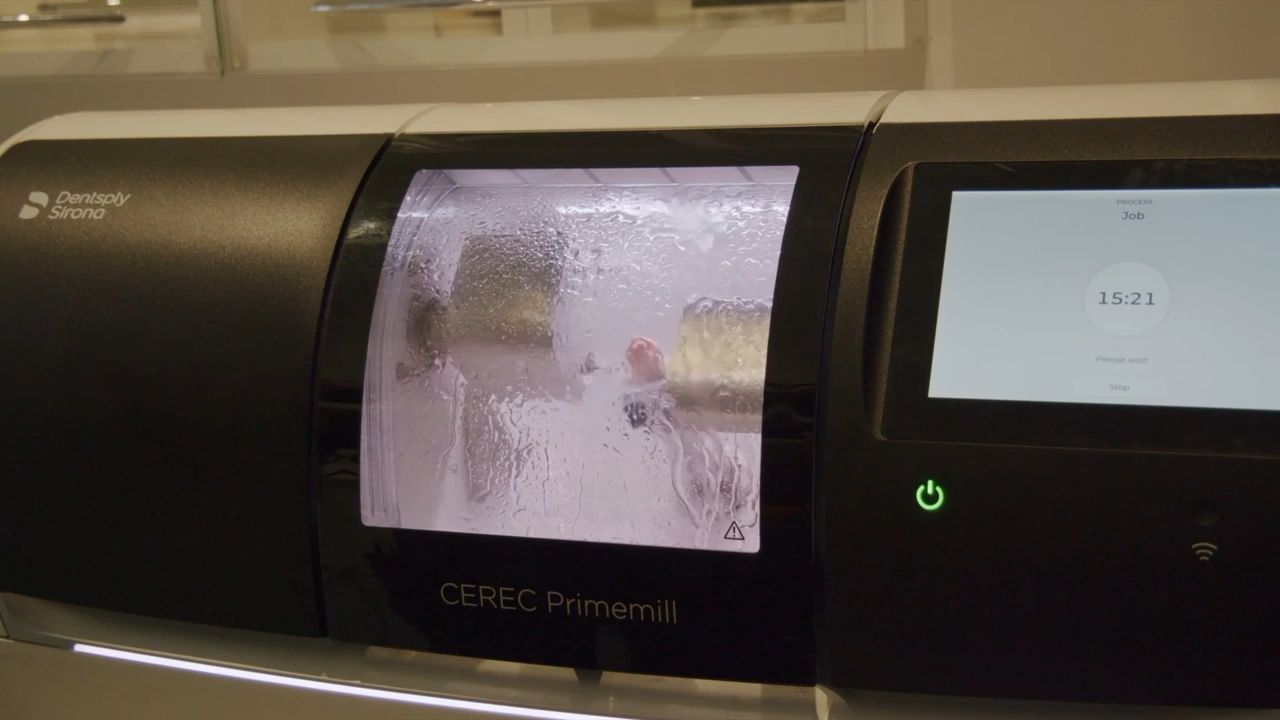 Dentsply
Sirona
PROCESS
Job
15:21
Please wait
Stop
CEREC Primemill